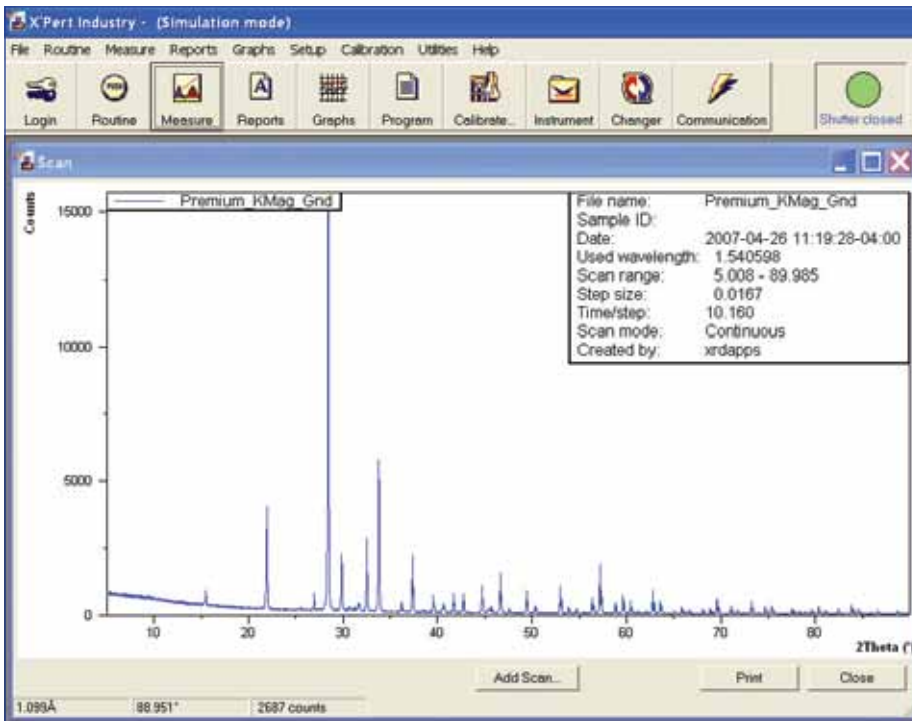 X'Pert Industry - (Simulation mode)
File Routine Measure Reports Graphs Setup Calibration Utilities Help
Login Routine Measure Reports Graphs Program Calibrate... Instrument Changer Communication Shutter closed
Scan
Counts
Premium_KMag_Gnd
File name: Premium_KMag_Gnd
Sample ID:
Date: 2007-04-26 11:19:28-04:00
Used wavelength: 1.540598
Scan range: 5.008 - 89.985
Step size: 0.0167
Time/step: 10.160
Scan mode: Continuous
Created by: xrdapps
15000
10000
5000
0
10 20 30 40 50 60 70 80
2Theta (°
Add Scan... Print Close
1.099Å 88.951° 2687 counts